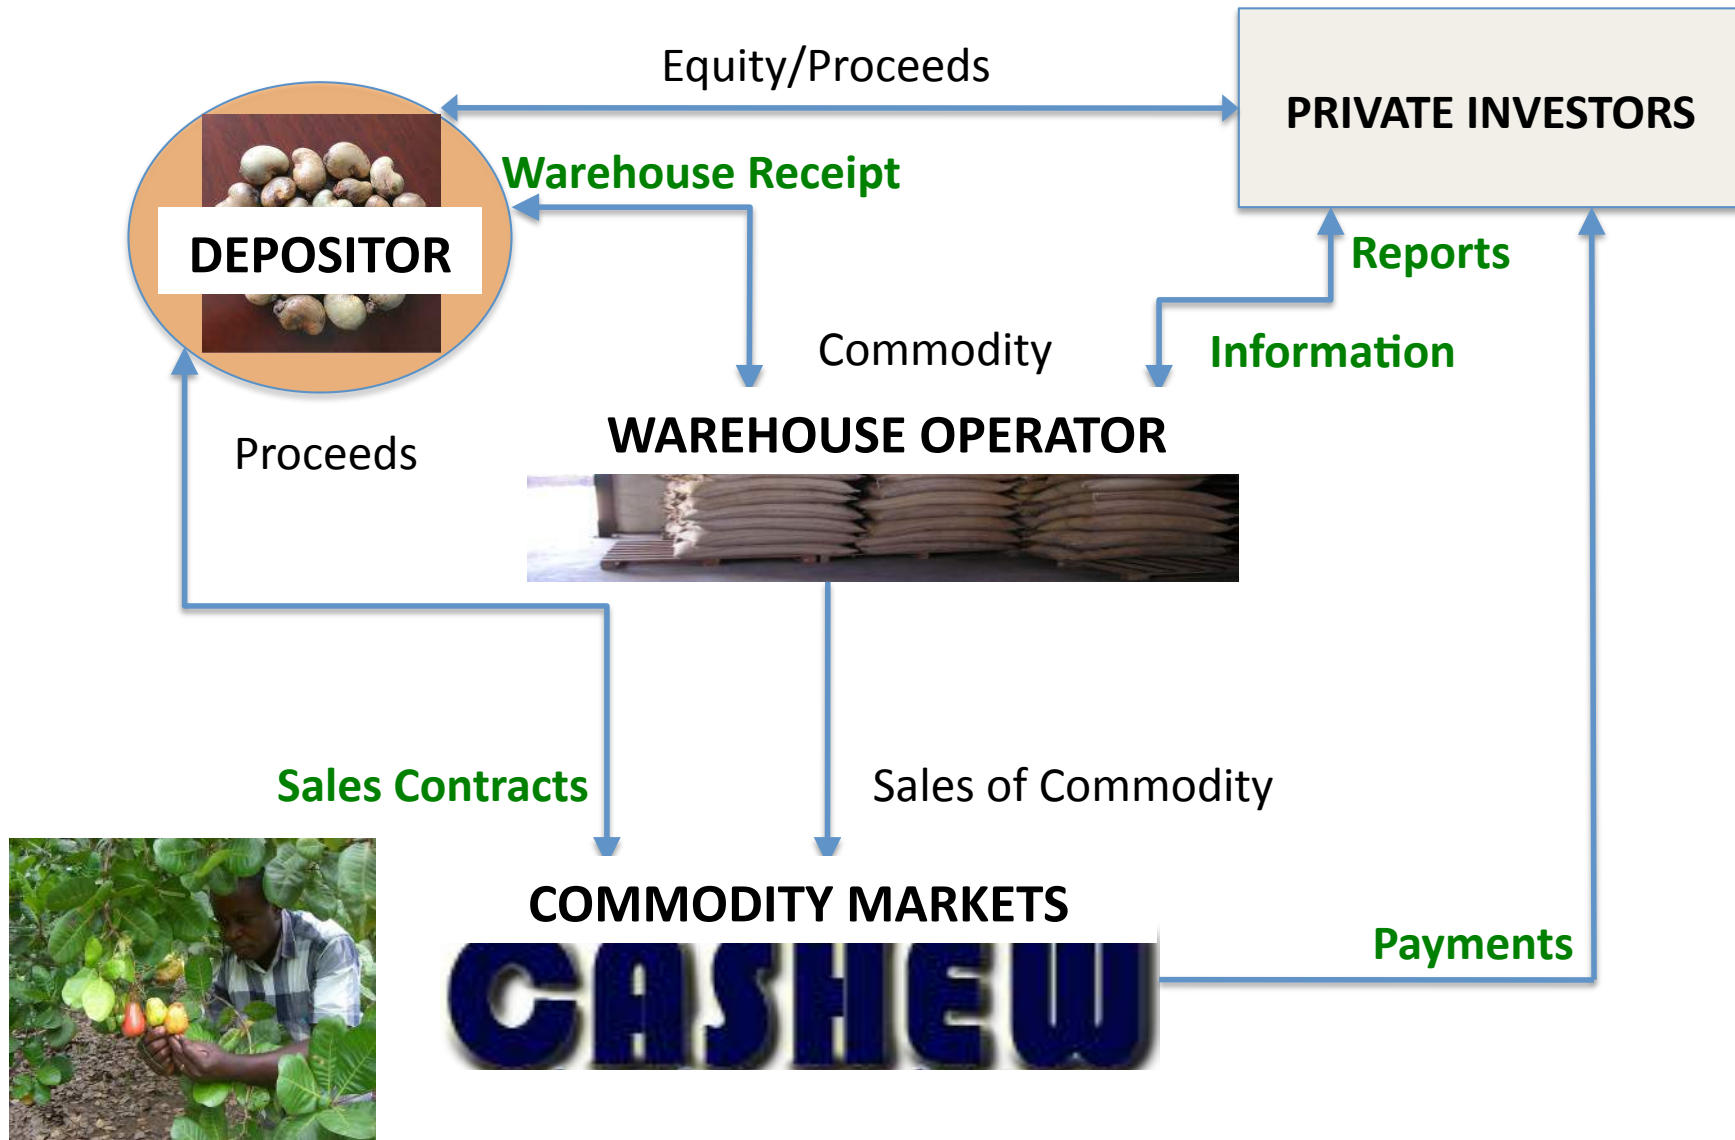 Equity/Proceeds
PRIVATE INVESTORS
Warehouse Receipt
DEPOSITOR
Reports
Commodity
Information
WAREHOUSE OPERATOR
Proceeds
Sales Contracts
Sales of Commodity
COMMODITY MARKETS
Payments
CASHEW